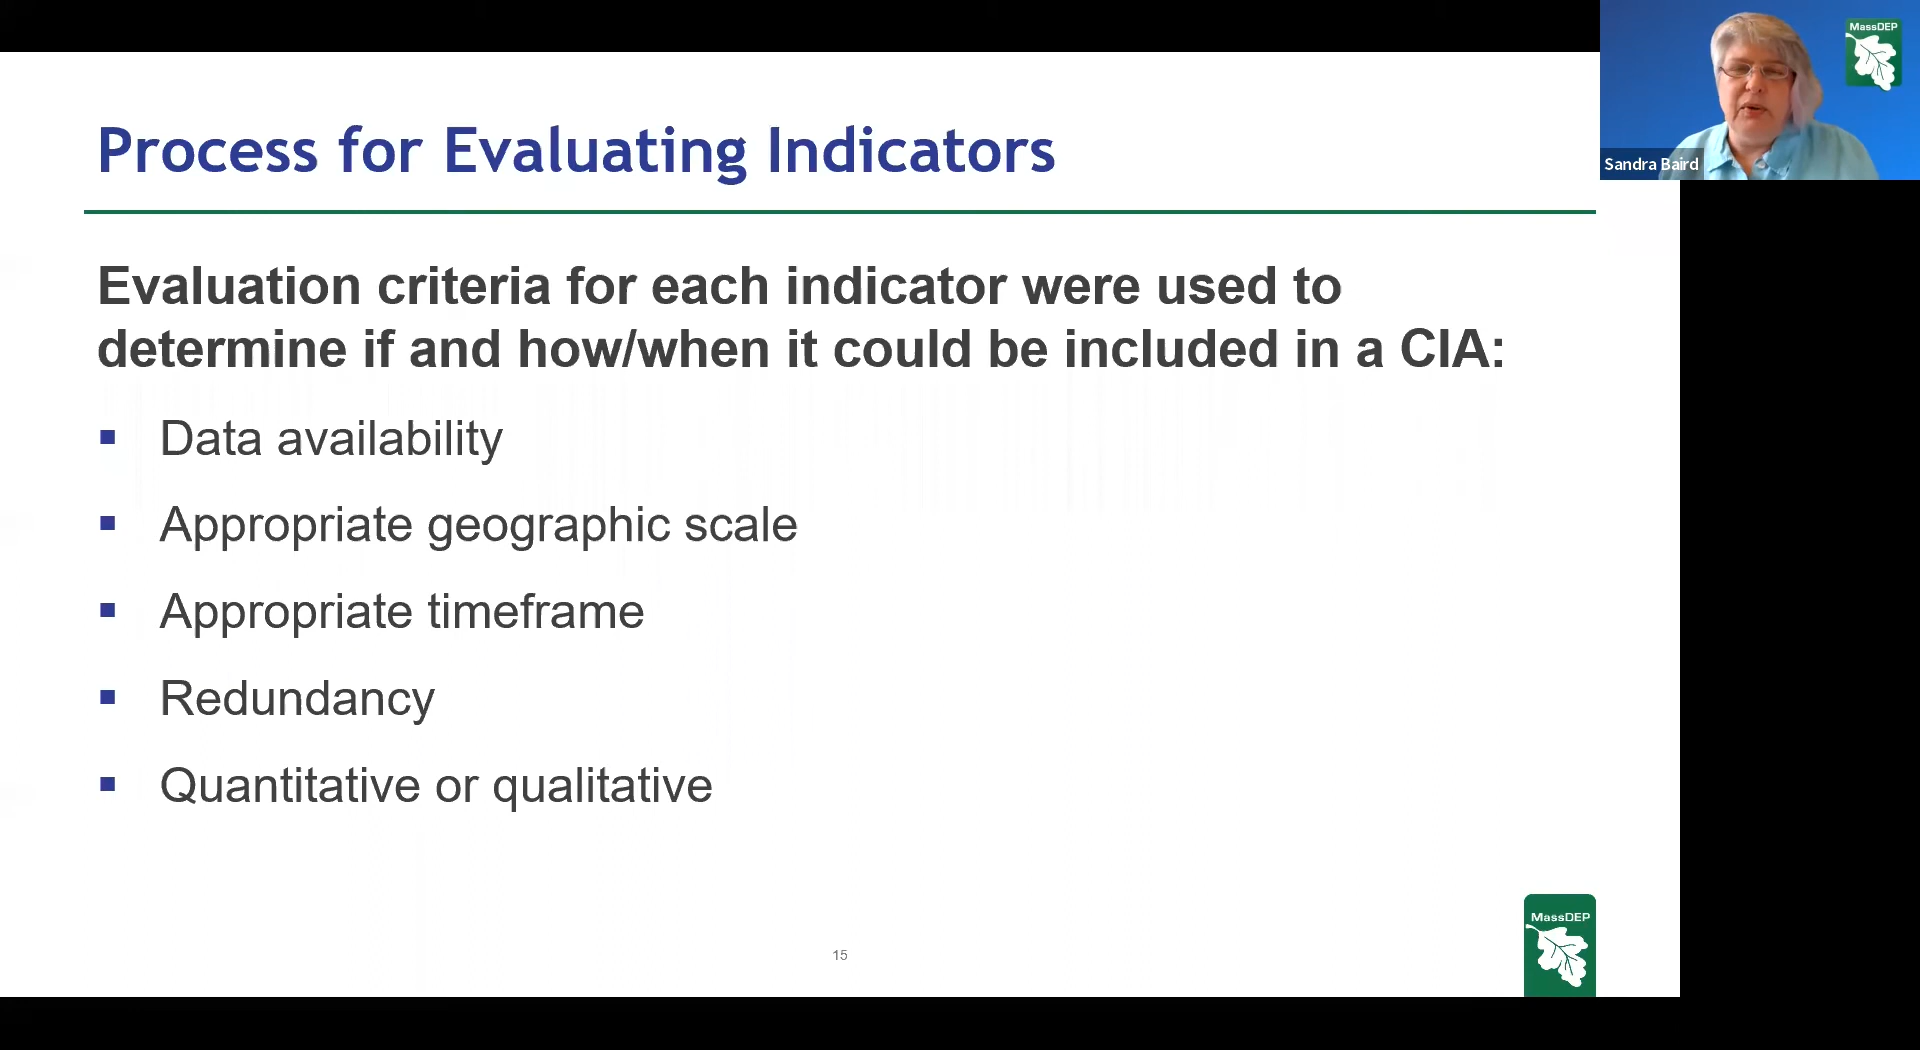 Process for Evaluating Indicators
Evaluation criteria for each indicator were used to
determine if and how/when it could be included in a CIA:
▪ Data availability
▪ Appropriate geographic scale
▪ Appropriate timeframe
▪ Redundancy
▪ Quantitative or qualitative
15
MassDEP
MassDEP
Sandra Baird